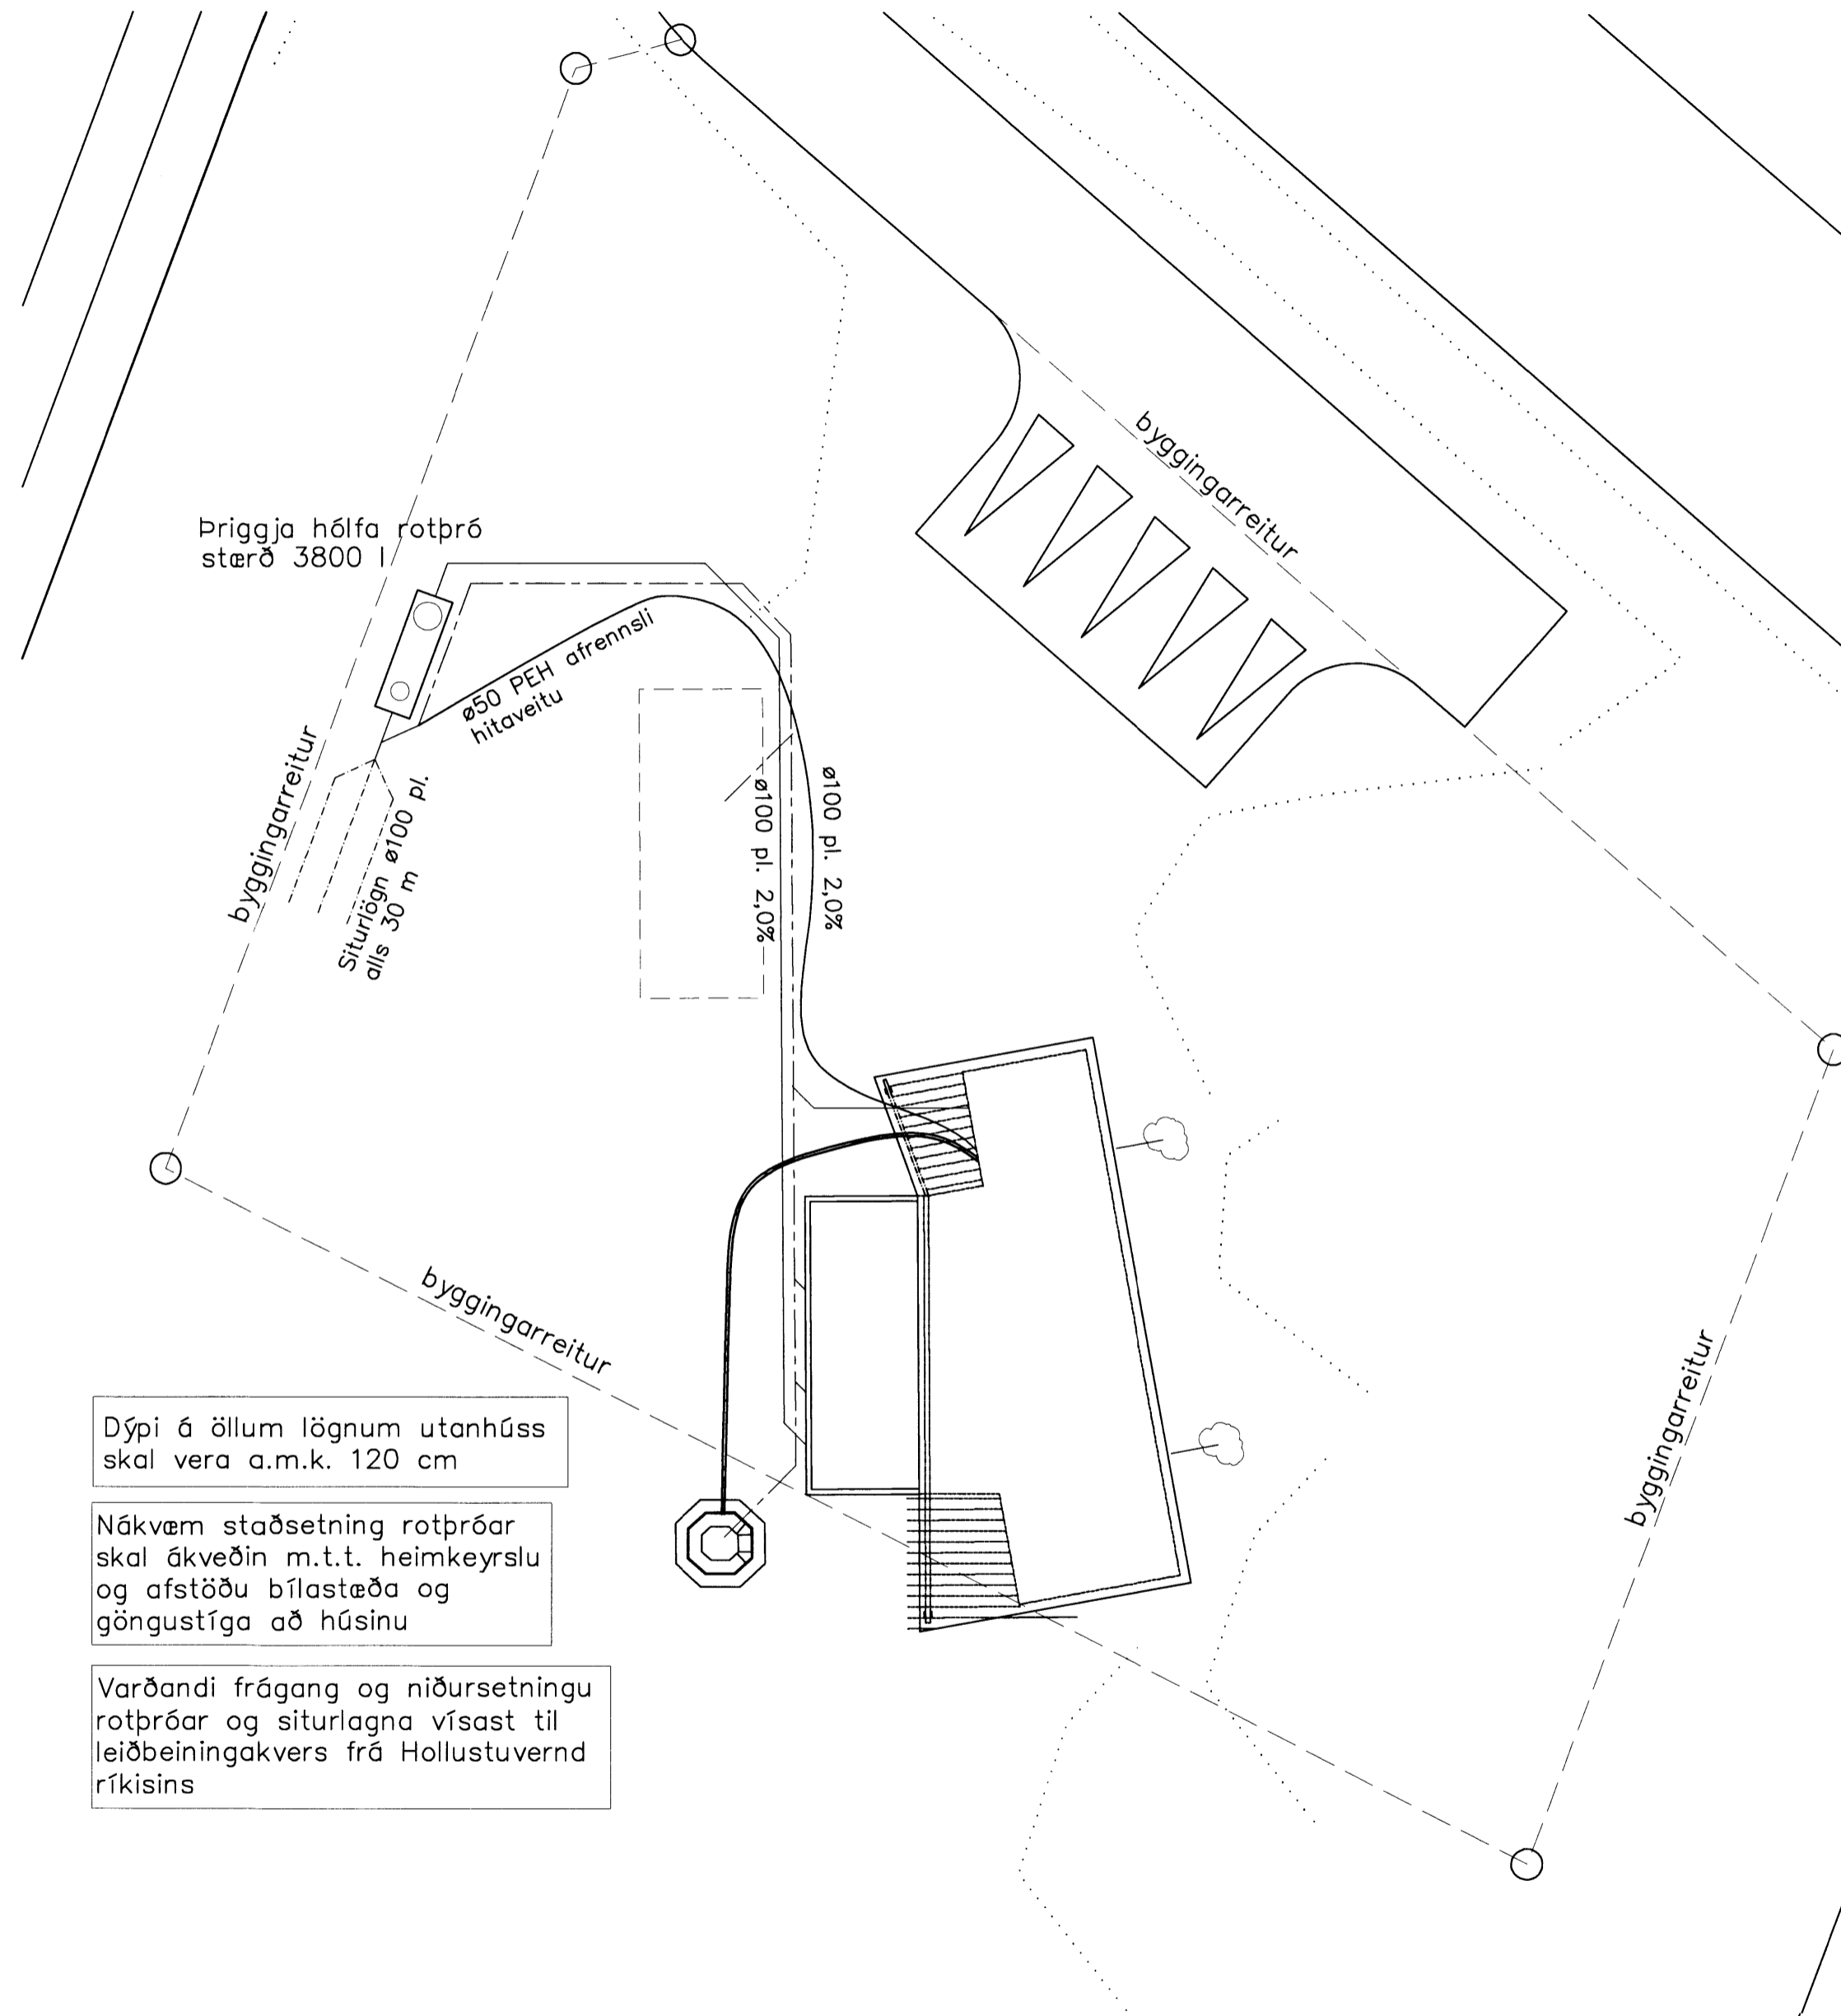 byggingarreitur
Þriggja hólfa rotþró
stærð 3800 l
ø50 PEH afrennsli
hitaveitu
ø100 pl. 2,0%
ø100 pl. 2,0%
byggingarreitur
Siturlögn ø100 pl.
alls 30 m
byggingarreitur
byggingarreitur
Dýpi á öllum lögnum utanhúss
skal vera a.m.k. 120 cm
Nákvæm staðsetning rotþróar
skal ákveðin m.t.t. heimkeyrslu
og afstöðu bílastæða og
göngustíga að húsinu
Varðandi frágang og niðursetningu
rotþróar og siturlagna vísast til
leiðbeiningakvers frá Hollustuvernd
ríkisins